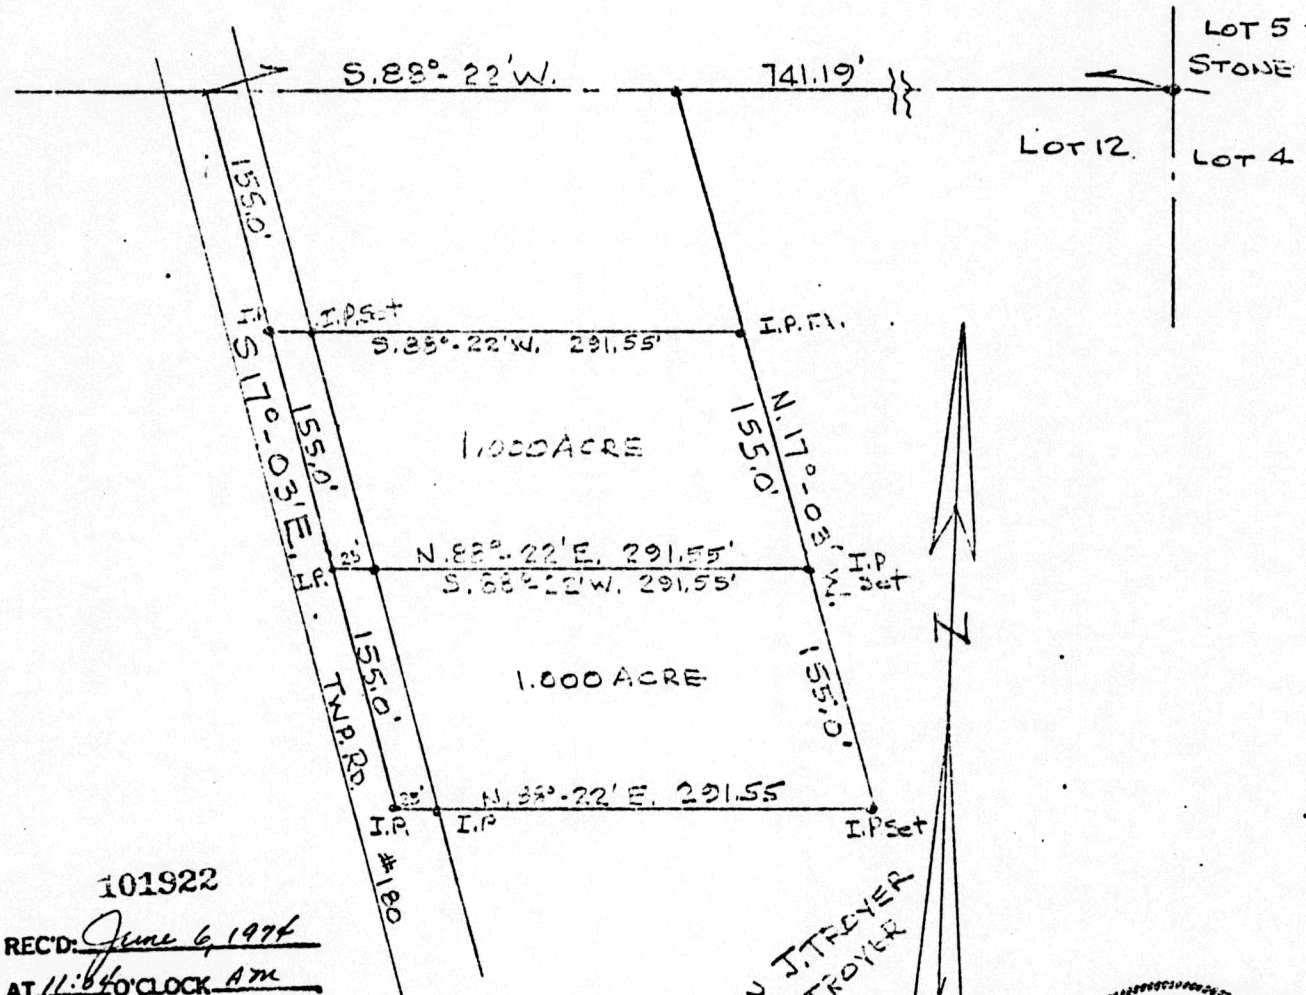 LOT 5
STONE
S.88°-22'W. 741.19'
LOT 12.
LOT 4
155.0'
I.P.
I.P.Set
I.P.
S.88°-22'W. 291.55'
S 17°-03'E.
155.0'
1.000 ACRE
155.0'
N. 17°-03'W.
25'
N.88°-22'E. 291.55'
I.P.
I.P
Set
S.88°-22'W. 291.55'
155.0'
1.000 ACRE
155.0'
TWP. RD.
25'
N.88°-22'E. 291.55
I.P.
I.P
I.P.Set
#180
N
J. TROYER
TROYER
101922
REC'D: June 6, 1974
AT O'CLOCK AM